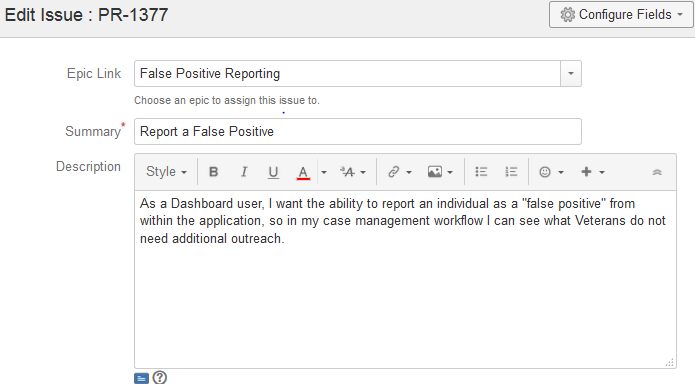 Edit Issue : PR-1377
Configure Fields
Epic Link
False Positive Reporting
Choose an epic to assign this issue to.
Summary*
Report a False Positive
Description
Style B I U A A
As a Dashboard user, I want the ability to report an individual as a "false positive" from
within the application, so in my case management workflow I can see what Veterans do not
need additional outreach.